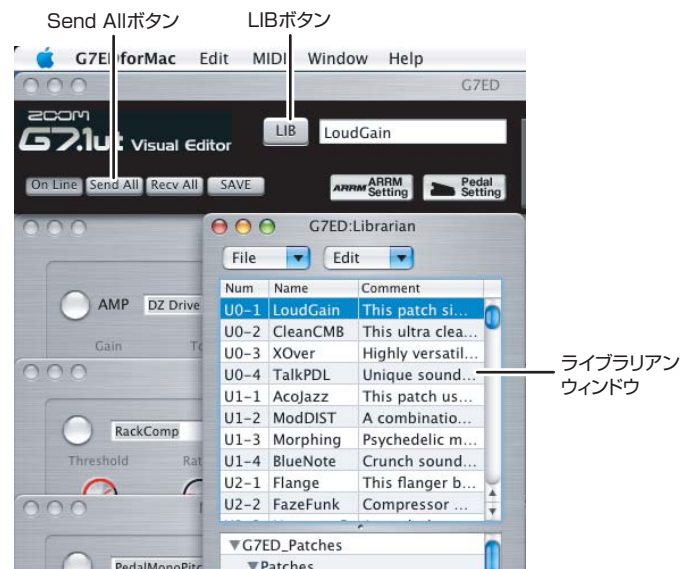 Send Allボタン LIBボタン
G7EDforMac Edit MIDI Window Help
G7ED
ZOOM
G7.1ut Visual Editor
LIB LoudGain
On Line Send All Recv All SAVE
ARRM ARRM Setting Pedal Setting
G7ED:Librarian
File Edit
Num Name Comment
U0-1 LoudGain This patch si...
U0-2 CleanCMB This ultra clea...
U0-3 XOver Highly versatil...
U0-4 TalkPDL Unique sound...
U1-1 AcoJazz This patch us...
U1-2 ModDIST A combinatio...
U1-3 Morphing Psychedelic m...
U1-4 BlueNote Crunch sound...
U2-1 Flange This flanger b...
U2-2 FazeFunk Compressor ...
▼G7ED_Patches
▼Patches
AMP DZ Drive
Gain
RackComp
Threshold
PedalMonoPitc
ライブラリアン
ウィンドウ